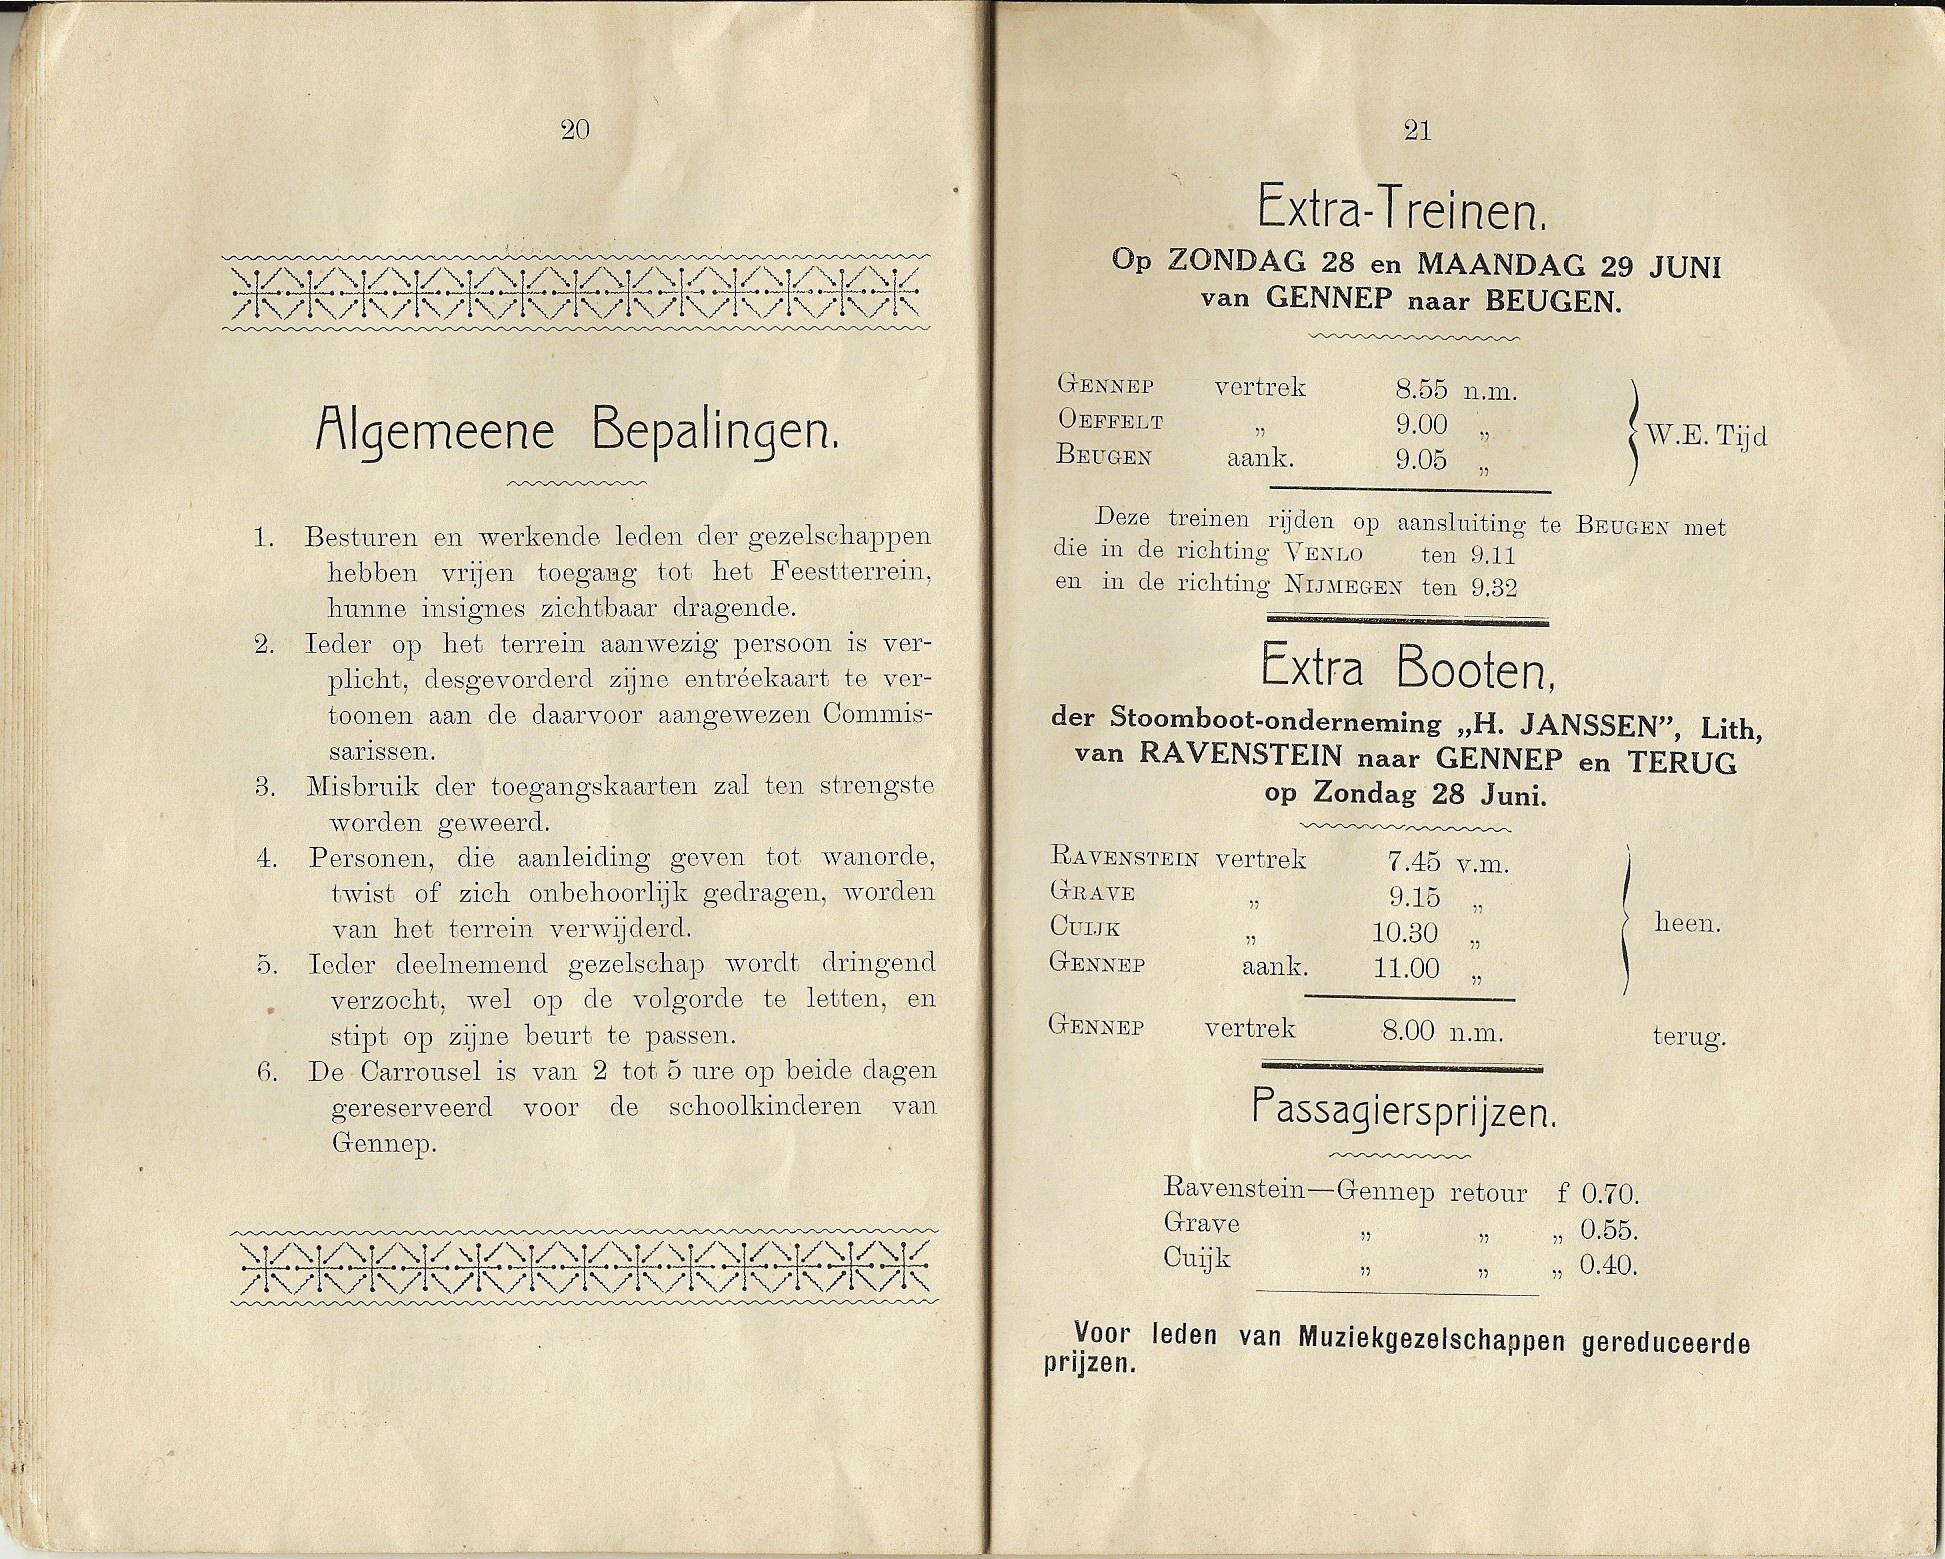 20
Algemeene Bepalingen.
1. Besturen en werkende leden der gezelschappen
hebben vrijen toegang tot het Feestterrein,
hunne insignes zichtbaar dragende.
2. Ieder op het terrein aanwezig persoon is ver-
plicht, desgevorderd zijne entréekaart te ver-
toonen aan de daarvoor aangewezen Commis-
sarissen.
3. Misbruik der toegangskaarten zal ten strengste
worden geweerd.
4. Personen, die aanleiding geven tot wanorde,
twist of zich onbehoorlijk gedragen, worden
van het terrein verwijderd.
5. Ieder deelnemend gezelschap wordt dringend
verzocht, wel op de volgorde te letten, en
stipt op zijne beurt te passen.
6. De Carrousel is van 2 tot 5 ure op beide dagen
gereserveerd voor de schoolkinderen van
Gennep.
21
Extra-Treinen.
Op ZONDAG 28 en MAANDAG 29 JUNI
van GENNEP naar BEUGEN.
GENNEP vertrek 8.55 n.m.
OEFFELT „ 9.00 „
BEUGEN aank. 9.05 „
W.E. Tijd
Deze treinen rijden op aansluiting te BEUGEN met
die in de richting VENLO ten 9.11
en in de richting NIJMEGEN ten 9.32
Extra Booten,
der Stoomboot-onderneming „H. JANSSEN”, Lith,
van RAVENSTEIN naar GENNEP en TERUG
op Zondag 28 Juni.
RAVENSTEIN vertrek 7.45 v.m.
GRAVE „ 9.15 „
CUIJK „ 10.30 „
GENNEP aank. 11.00 „
heen.
GENNEP vertrek 8.00 n.m. terug.
Passagiersprijzen.
Ravenstein—Gennep retour f 0.70.
Grave „ „ „ 0.55.
Cuijk „ „ „ 0.40.
Voor leden van Muziekgezelschappen gereduceerde
prijzen.